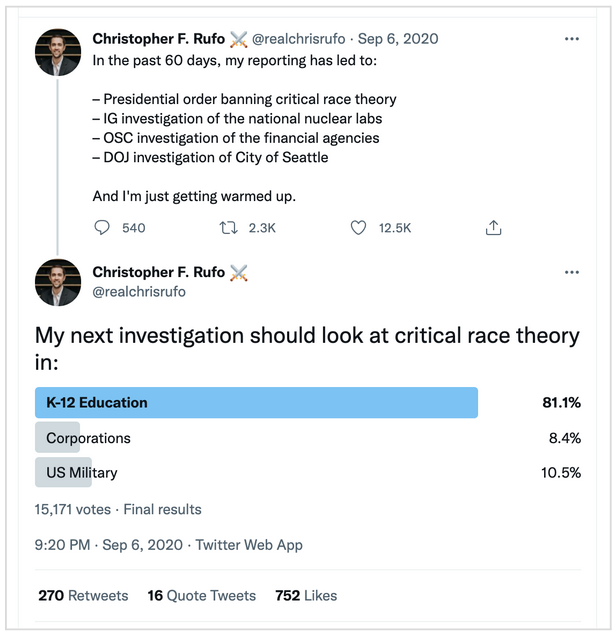 Christopher F. Rufo ⚔️ @realchrisrufo · Sep 6, 2020
In the past 60 days, my reporting has led to:
– Presidential order banning critical race theory
– IG investigation of the national nuclear labs
– OSC investigation of the financial agencies
– DOJ investigation of City of Seattle
And I'm just getting warmed up.
540 2.3K 12.5K
Christopher F. Rufo ⚔️
@realchrisrufo
My next investigation should look at critical race theory
in:
K-12 Education 81.1%
Corporations 8.4%
US Military 10.5%
15,171 votes · Final results
9:20 PM · Sep 6, 2020 · Twitter Web App
270 Retweets 16 Quote Tweets 752 Likes